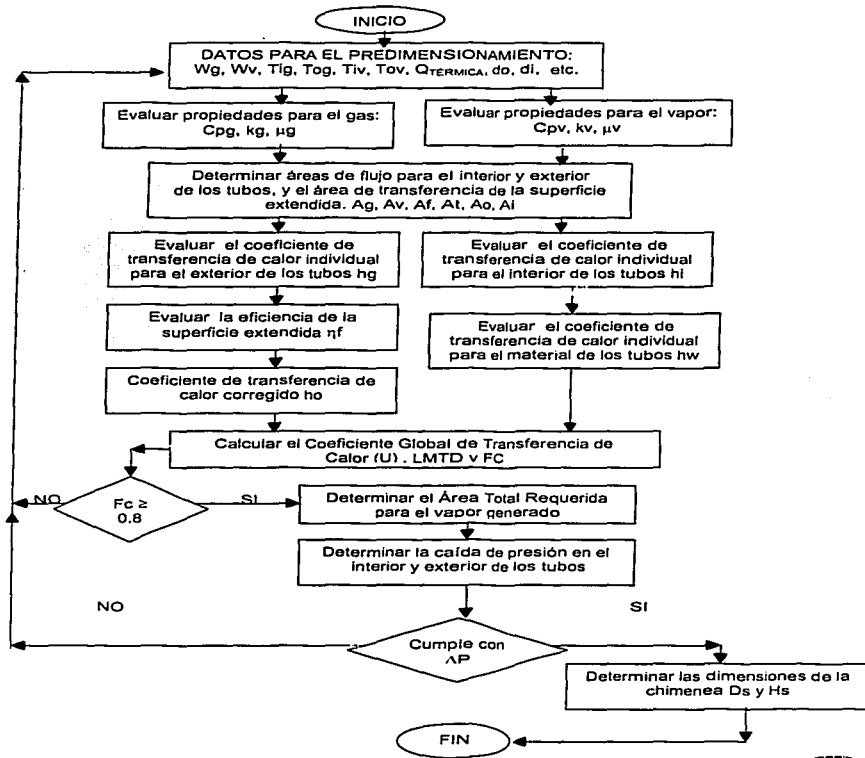 INICIO
DATOS PARA EL PREDIMENSIONAMIENTO:
Wg, Wv, Tig, Tog, Tiv, Tov, QTÉRMICA, do, di, etc.
Evaluar propiedades para el gas:
Cpg, kg, µg
Evaluar propiedades para el vapor:
Cpv, kv, µv
Determinar áreas de flujo para el interior y exterior
de los tubos, y el área de transferencia de la superficie
extendida. Ag, Av, Af, At, Ao, Ai
Evaluar el coeficiente de
transferencia de calor individual
para el exterior de los tubos hg
Evaluar el coeficiente de
transferencia de calor individual
para el interior de los tubos hi
Evaluar la eficiencia de la
superficie extendida ηf
Evaluar el coeficiente de
transferencia de calor individual
para el material de los tubos hw
Coeficiente de transferencia de
calor corregido ho
Calcular el Coeficiente Global de Transferencia de
Calor (U) , LMTD y FC
NO
Fc ≥
0.8
SI
Determinar el Área Total Requerida
para el vapor generado
Determinar la caída de presión en el
interior y exterior de los tubos
NO
SI
Cumple con
ΔP
Determinar las dimensiones de la
chimenea Ds y Hs
FIN